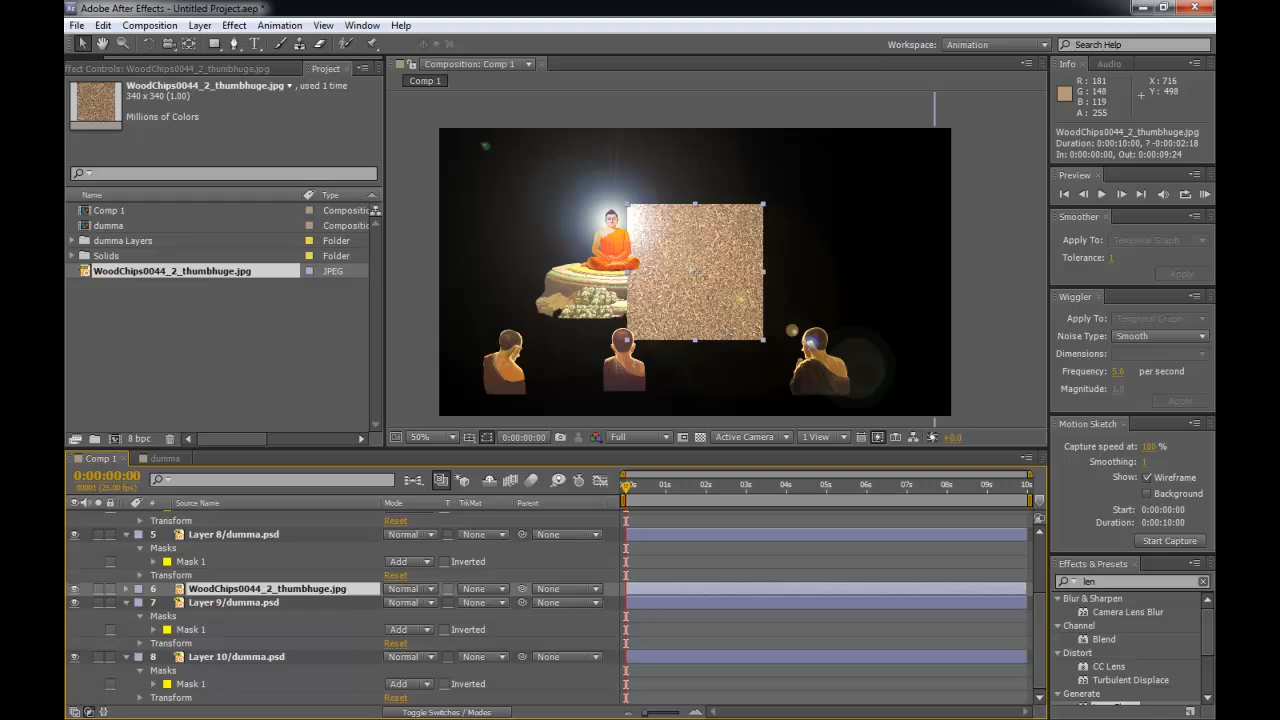 Adobe After Effects - Untitled Project.aep *
File Edit Composition Layer Effect Animation View Window Help
Workspace: Animation
Search Help
ffect Controls: WoodChips0044_2_thumbhuge.jpg
Project
WoodChips0044_2_thumbhuge.jpg ▾, used 1 time
340 x 340 (1.00)
Millions of Colors
Name Type
Comp 1 Composition
dumma Compositic
dumma Layers Folder
Solids Folder
WoodChips0044_2_thumbhuge.jpg JPEG
8 bpc
Composition: Comp 1
Comp 1
50% 0:00:00:00 Full Active Camera 1 View +0.0
Info Audio
R : 181 X : 716
G : 148 Y : 498
B : 119
A : 255
WoodChips0044_2_thumbhuge.jpg
Duration: 0:00:10:00, ? -0:00:02:18
In: 0:00:00:00, Out: 0:00:09:24
Preview
Smoother
Apply To: Temporal Graph
Tolerance: 1
Apply
Wiggler
Apply To: Temporal Graph
Noise Type: Smooth
Dimensions:
Frequency: 5.0 per second
Magnitude: 1.0
Apply
Motion Sketch
Capture speed at: 100 %
Smoothing: 1
Show: Wireframe
Background
Start: 0:00:00:00
Duration: 0:00:10:00
Start Capture
Effects & Presets
len
Blur & Sharpen
Camera Lens Blur
Channel
Blend
Distort
CC Lens
Turbulent Displace
Generate
Comp 1 dumma
0:00:00:00
00001 (25.00 fps)
01s 02s 03s 04s 05s 06s 07s 08s 09s 10s
# Source Name Mode T TrkMat Parent
Transform Reset
5 Layer 8/dumma.psd Normal None None
Masks
Mask 1 Add Inverted
Transform Reset
6 WoodChips0044_2_thumbhuge.jpg Normal None None
7 Layer 9/dumma.psd Normal None None
Masks
Mask 1 Add Inverted
Transform Reset
8 Layer 10/dumma.psd Normal None None
Masks
Mask 1 Add Inverted
Transform Reset
Toggle Switches / Modes